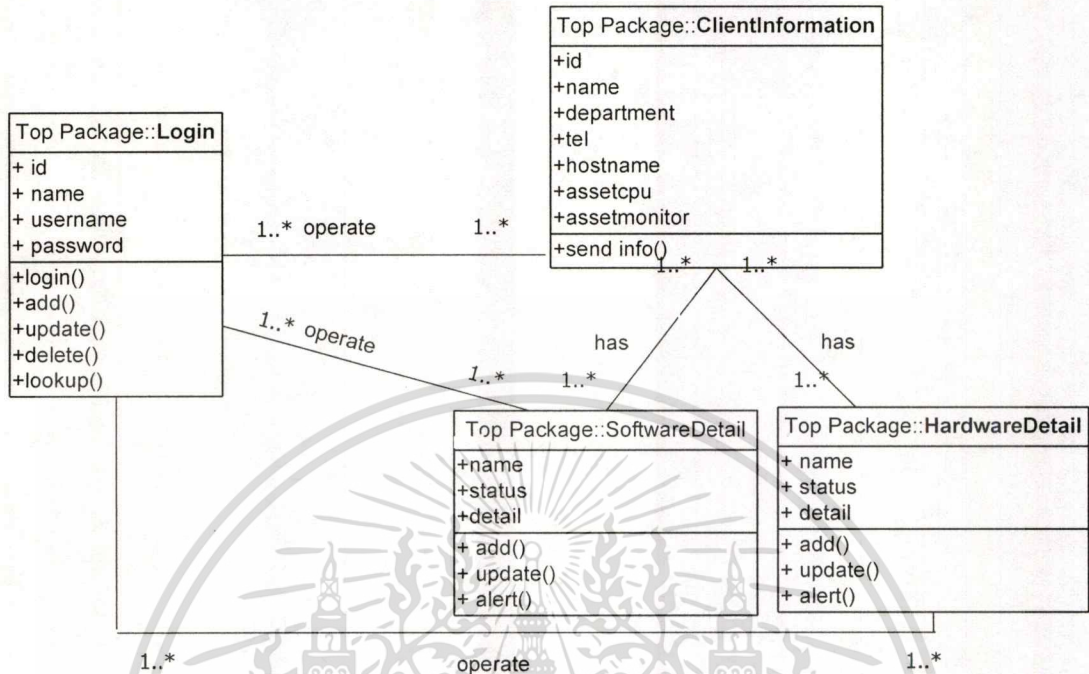 Top Package::ClientInformation
+id
+name
+department
+tel
+hostname
+assetcpu
+assetmonitor
+send info()
Top Package::Login
+ id
+ name
+ username
+ password
+login()
+add()
+update()
+delete()
+lookup()
1..* operate 1..*
1..* operate 1..*
1..* has 1..*
1..* has 1..*
Top Package::SoftwareDetail
+name
+status
+detail
+ add()
+ update()
+ alert()
Top Package::HardwareDetail
+ name
+ status
+ detail
+ add()
+ update()
+ alert()
1..* operate 1..*